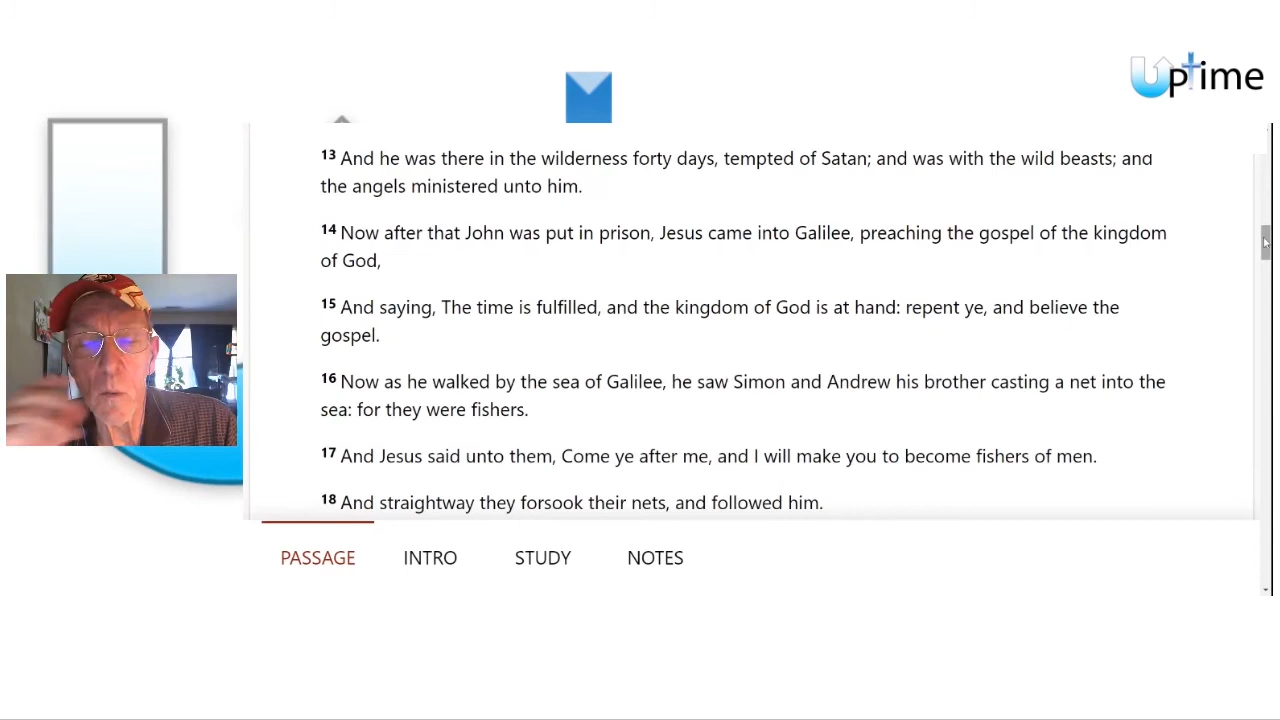 Uptime
13 And he was there in the wilderness forty days, tempted of Satan; and was with the wild beasts; and
the angels ministered unto him.
14 Now after that John was put in prison, Jesus came into Galilee, preaching the gospel of the kingdom
of God,
15 And saying, The time is fulfilled, and the kingdom of God is at hand: repent ye, and believe the
gospel.
16 Now as he walked by the sea of Galilee, he saw Simon and Andrew his brother casting a net into the
sea: for they were fishers.
17 And Jesus said unto them, Come ye after me, and I will make you to become fishers of men.
18 And straightway they forsook their nets, and followed him.
PASSAGE INTRO STUDY NOTES